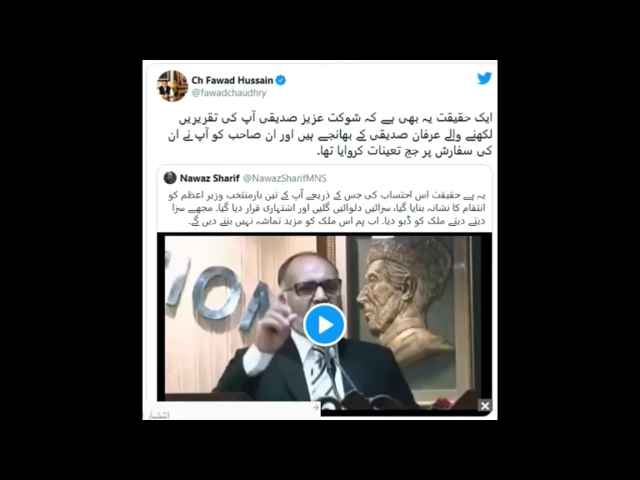 Ch Fawad Hussain
@fawadchaudhry
ایک حقیقت یہ بھی ہے کہ شوکت عزیز صدیقی آپ کی تقریریں
لکھنے والے عرفان صدیقی کے بھانجے ہیں اور ان صاحب کو آپ نے ان
کی سفارش پر جج تعینات کروایا تھا۔
Nawaz Sharif @NawazSharifMNS
یہ ہے حقیقت اس احتساب کی جس کے ذریعے آپ کے تین بارمنتخب وزیر اعظم کو
انتقام کا نشانہ بنایا گیا، سزائیں دلوائیں گئیں اور اشتہاری قرار دیا گیا۔ مجھے سزا
دیتے دیتے ملک کو ڈبو دیا۔ اب ہم اس ملک کو مزید تماشہ نہیں بننے دیں گے۔